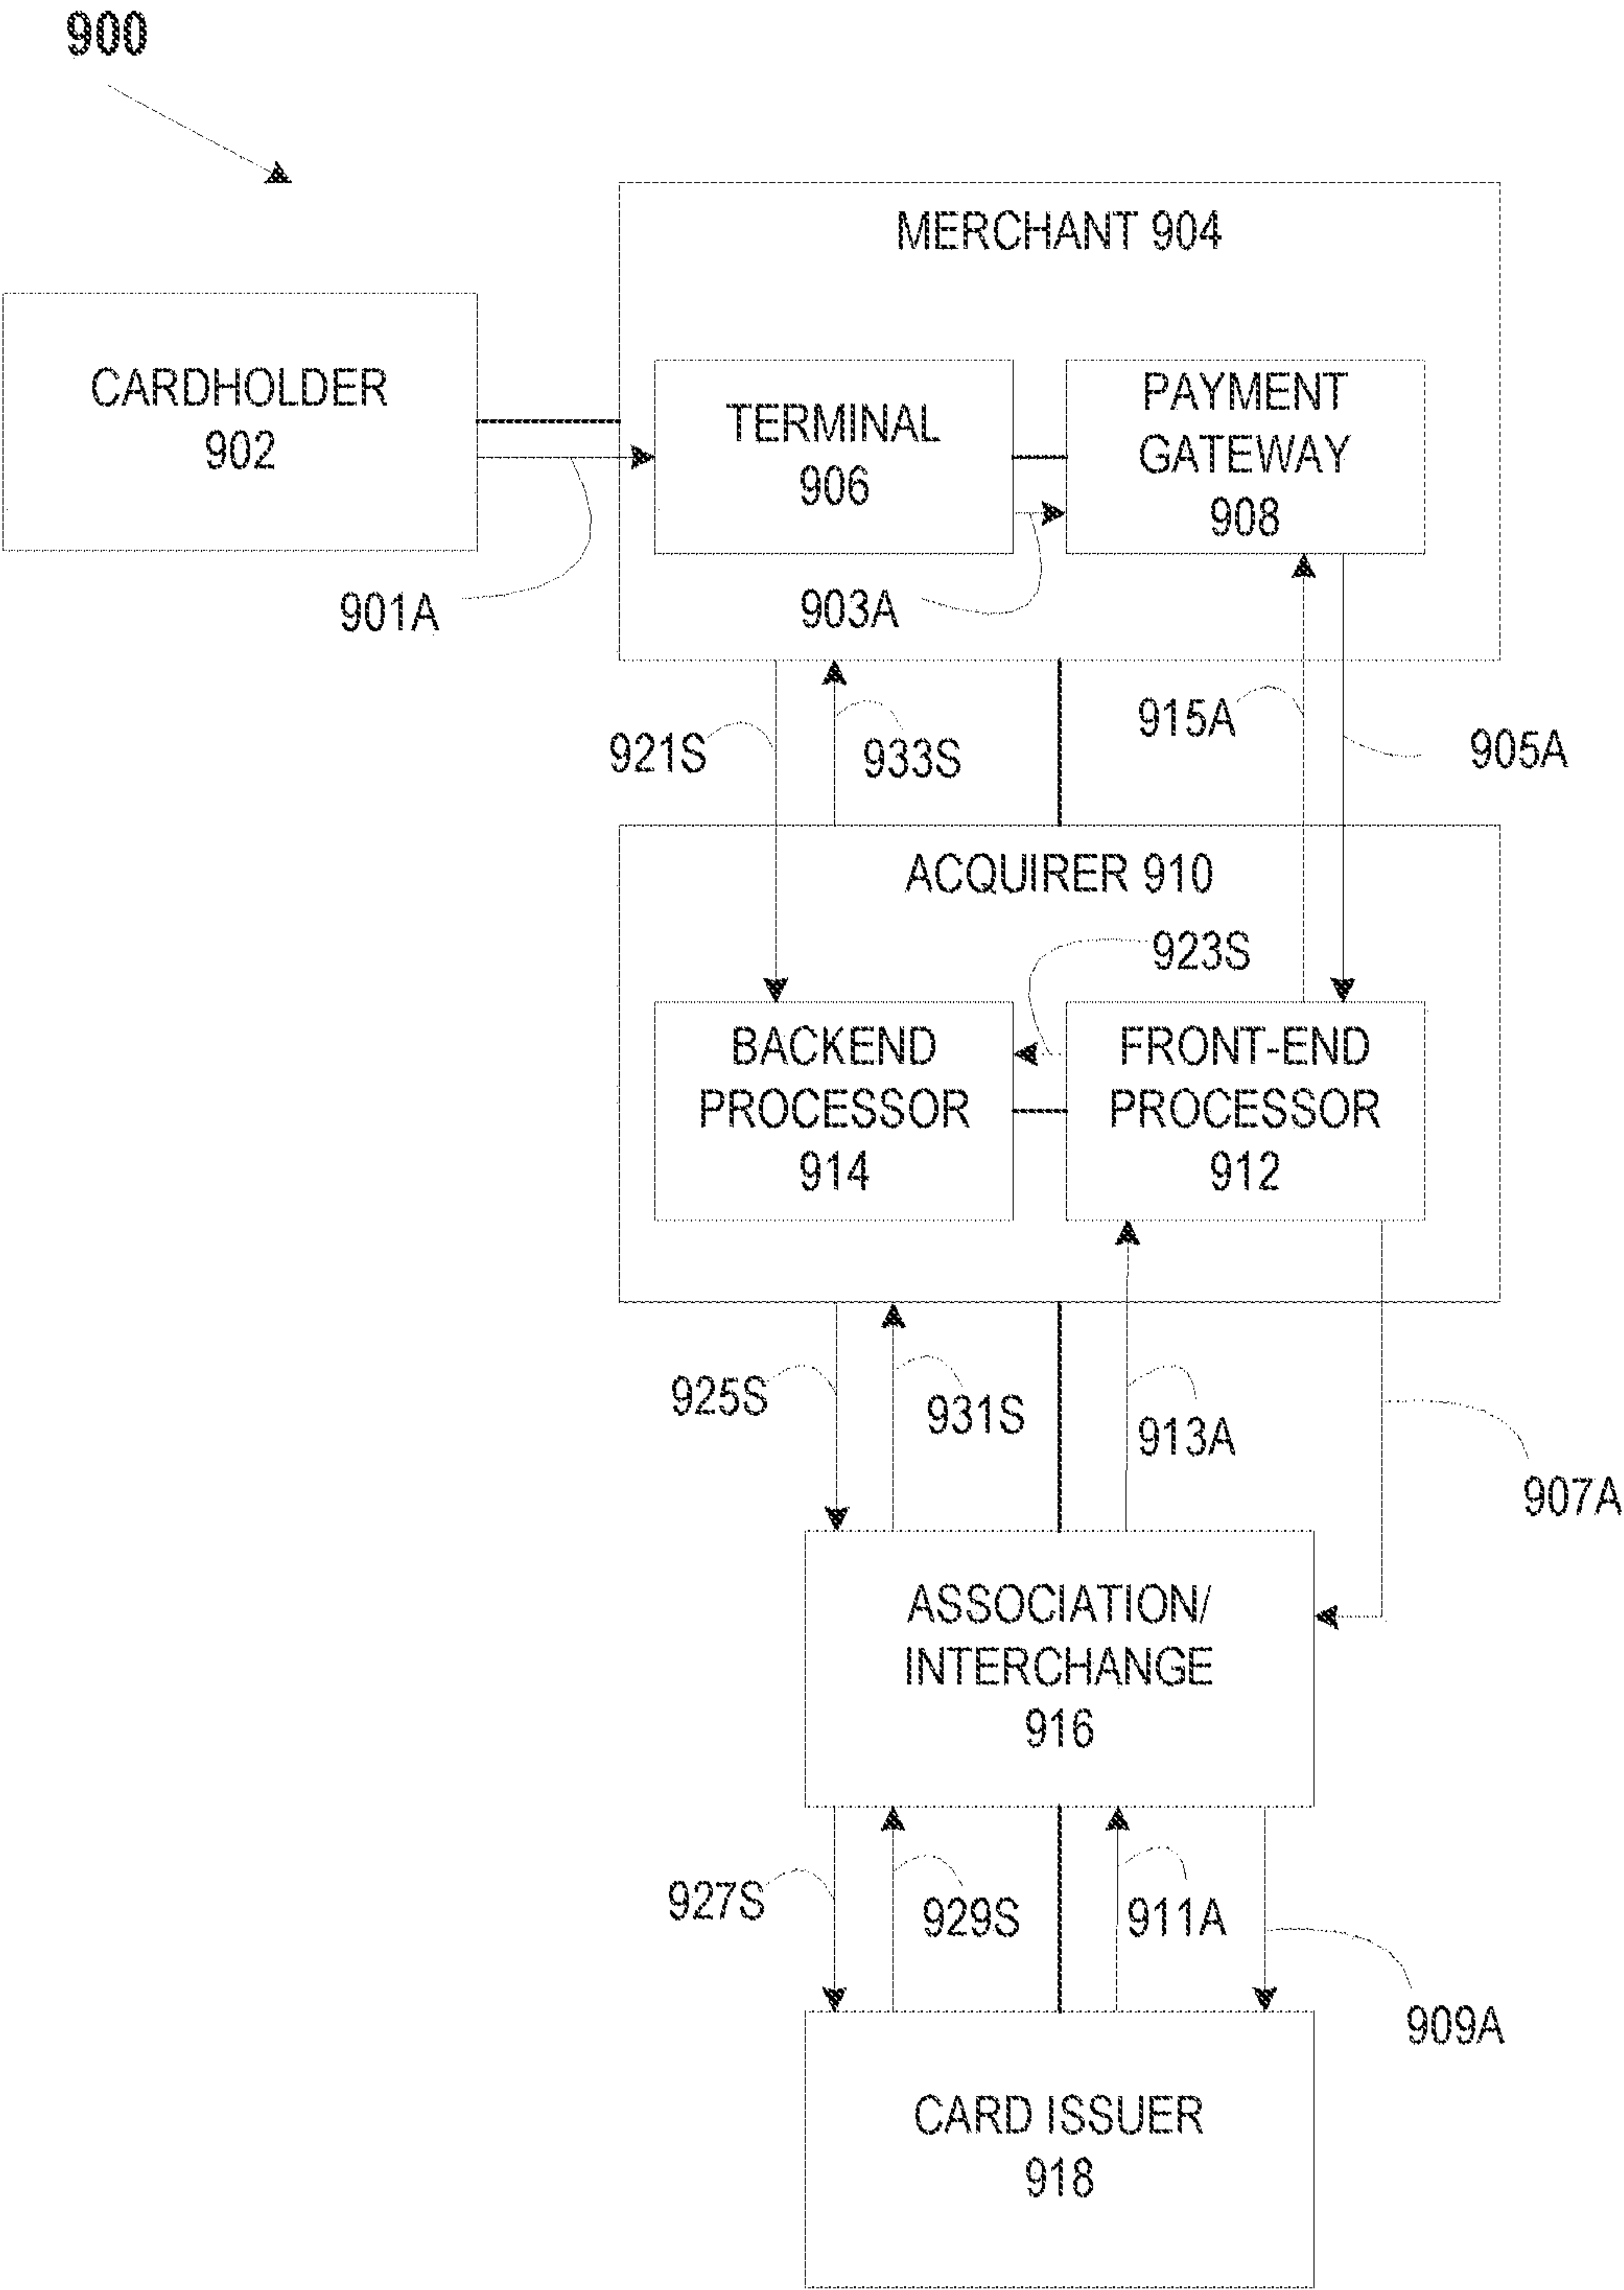 900
MERCHANT 904
CARDHOLDER
902
TERMINAL
906
PAYMENT
GATEWAY
908
901A
903A
921S
933S
915A
905A
ACQUIRER 910
923S
BACKEND
PROCESSOR
914
FRONT-END
PROCESSOR
912
925S
931S
913A
907A
ASSOCIATION/
INTERCHANGE
916
927S
929S
911A
909A
CARD ISSUER
918